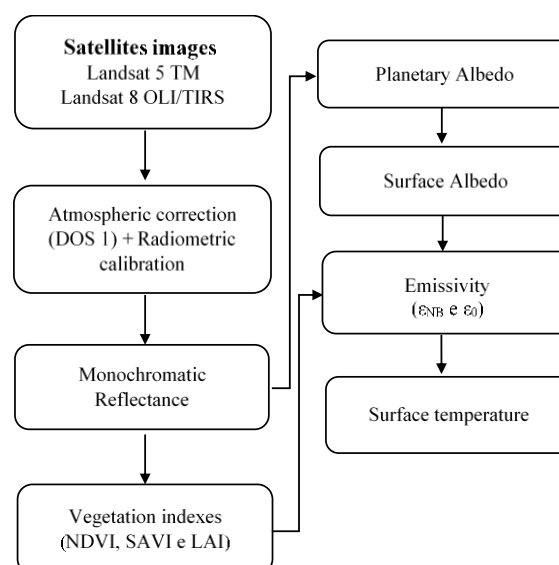 Satellites images
Landsat 5 TM
Landsat 8 OLI/TIRS
Atmospheric correction
(DOS 1) + Radiometric
calibration
Monochromatic
Reflectance
Vegetation indexes
(NDVI, SAVI e LAI)
Planetary Albedo
Surface Albedo
Emissivity
(εNB e ε0)
Surface temperature